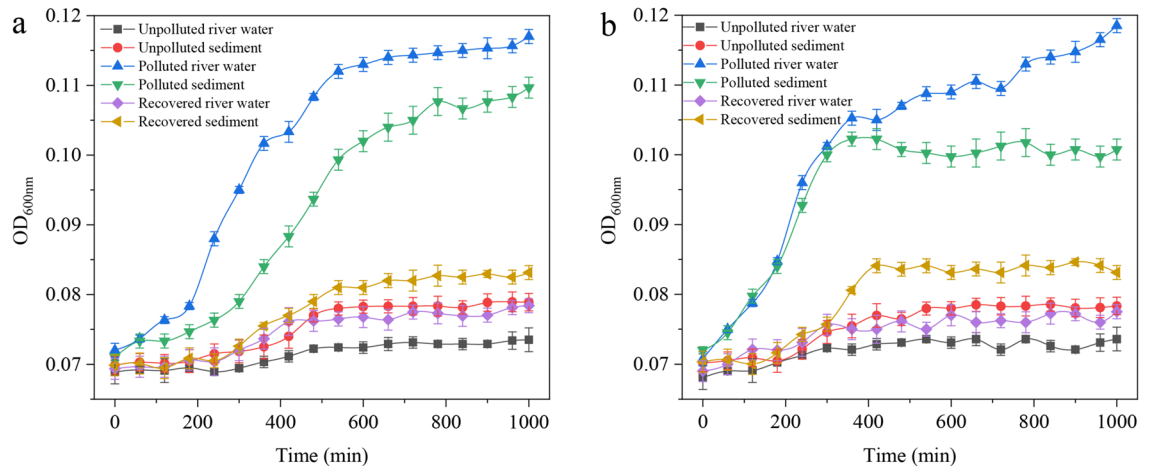 a
0.12
0.11
0.10
0.09
0.08
0.07
OD600nm
Unpolluted river water
Unpolluted sediment
Polluted river water
Polluted sediment
Recovered river water
Recovered sediment
0
200
400
600
800
1000
Time (min)
b
0.12
0.11
0.10
0.09
0.08
0.07
OD600nm
Unpolluted river water
Unpolluted sediment
Polluted river water
Polluted sediment
Recovered river water
Recovered sediment
0
200
400
600
800
1000
Time (min)